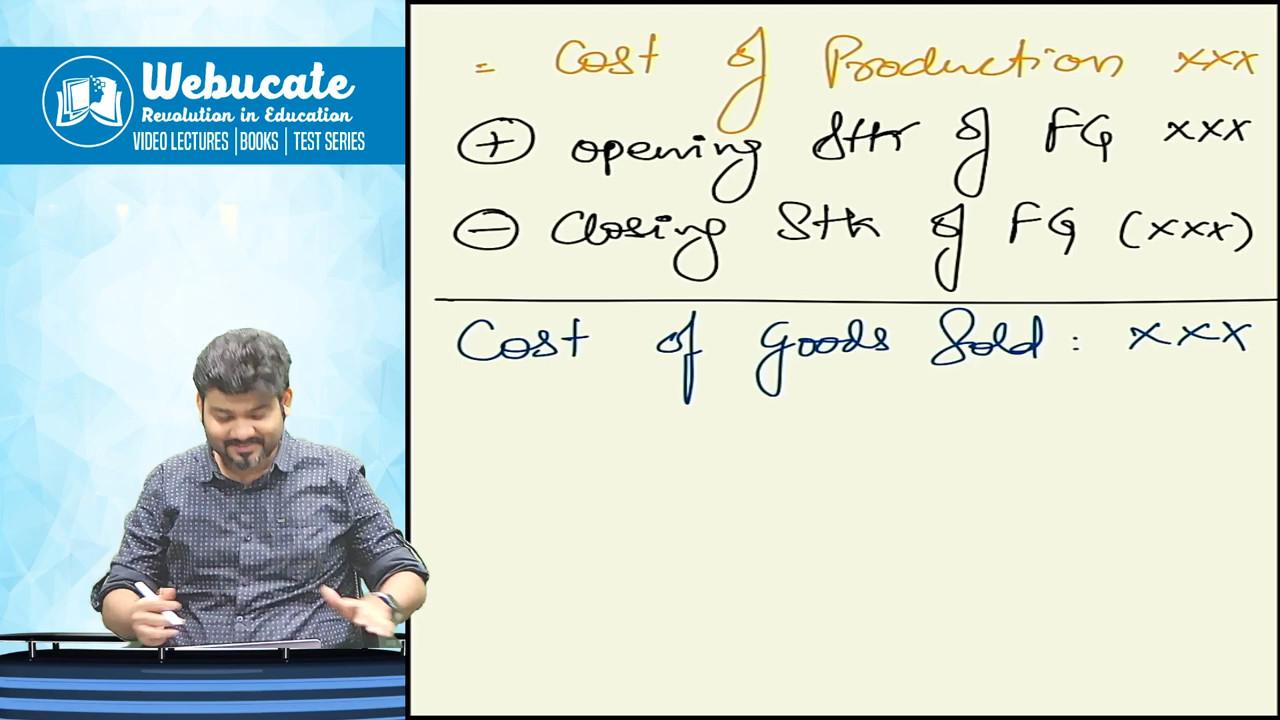 Webucate
Revolution in Education
VIDEO LECTURES | BOOKS | TEST SERIES
= Cost of Production xxx
+ opening Stk of FG xxx
- Closing Stk of FG (xxx)
Cost of Goods Sold : xxx